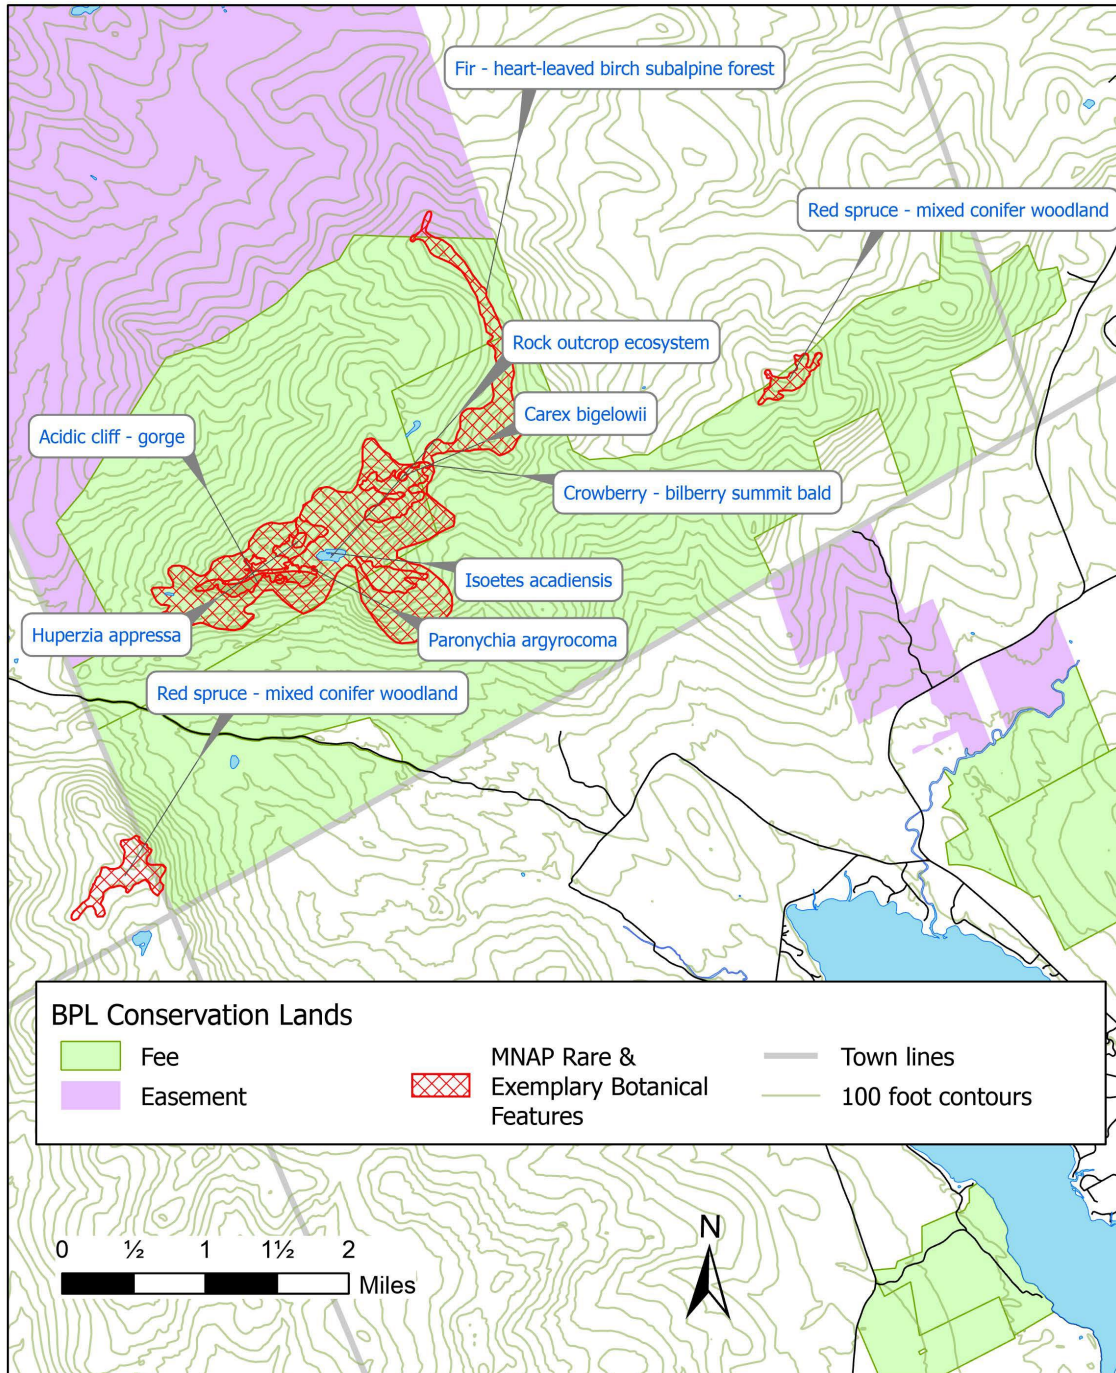 Fir - heart-leaved birch subalpine forest
Red spruce - mixed conifer woodland
Rock outcrop ecosystem
Carex bigelowii
Acidic cliff - gorge
Crowberry - bilberry summit bald
Isoetes acadiensis
Huperzia appressa
Paronychia argyrocoma
Red spruce - mixed conifer woodland
BPL Conservation Lands
Fee
Easement
MNAP Rare &
Exemplary Botanical
Features
Town lines
100 foot contours
0 ½ 1 1½ 2
Miles
N